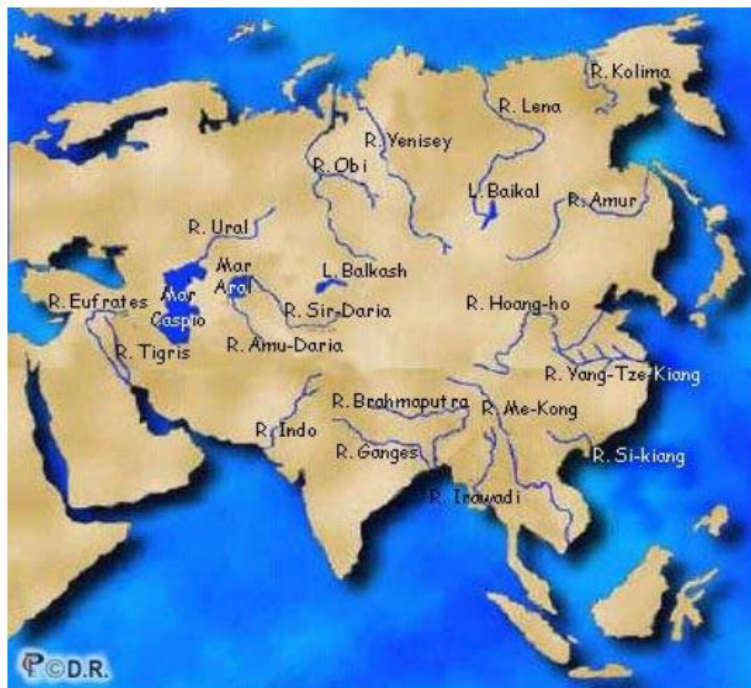 R. Kolima
R. Lena
R. Yenisey
R. Obi
L. Baikal
R. Amur
R. Ural
Mar
Aral
L. Balkash
Mar
Caspio
R. Eufrates
R. Sir-Daria
R. Hoang-ho
R. Tigris
R. Amu-Daria
R. Yang-Tze-Kiang
R. Brahmaputra
R. Me-Kong
R. Indo
R. Ganges
R. Si-kiang
R. Irawadi
©D.R.